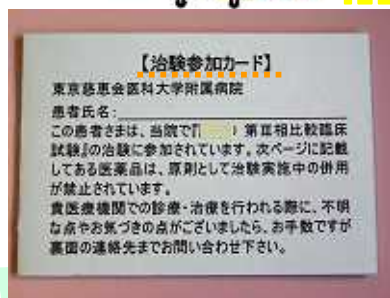 【治験参加カード】
東京慈恵会医科大学附属病院
患者氏名：
この患者さまは、当院で『 』第Ⅲ相比較臨床
試験』の治験に参加されています。次ページに記載
してある医薬品は、原則として治験実施中の併用
が禁止されています。
貴医療機関での診療・治療を行われる際に、不明
な点やお気づきの点がございましたら、お手数ですが
裏面の連絡先までお問い合わせ下さい。